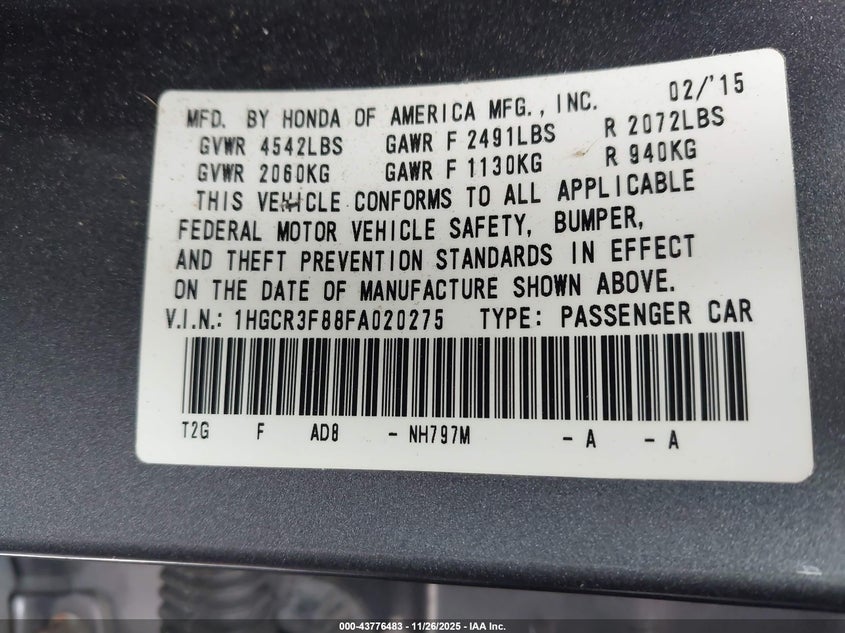 MFD. BY HONDA OF AMERICA MFG., INC. 02/'15
GVWR 4542LBS GAWR F 2491LBS R 2072LBS
GVWR 2060KG GAWR F 1130KG R 940KG
THIS VEHICLE CONFORMS TO ALL APPLICABLE
FEDERAL MOTOR VEHICLE SAFETY, BUMPER,
AND THEFT PREVENTION STANDARDS IN EFFECT
ON THE DATE OF MANUFACTURE SHOWN ABOVE.
V.I.N.: 1HGCR3F88FA020275 TYPE: PASSENGER CAR
T2G F AD8 - NH797M - A - A
000-43776483 - 11/26/2025 - IAA Inc.